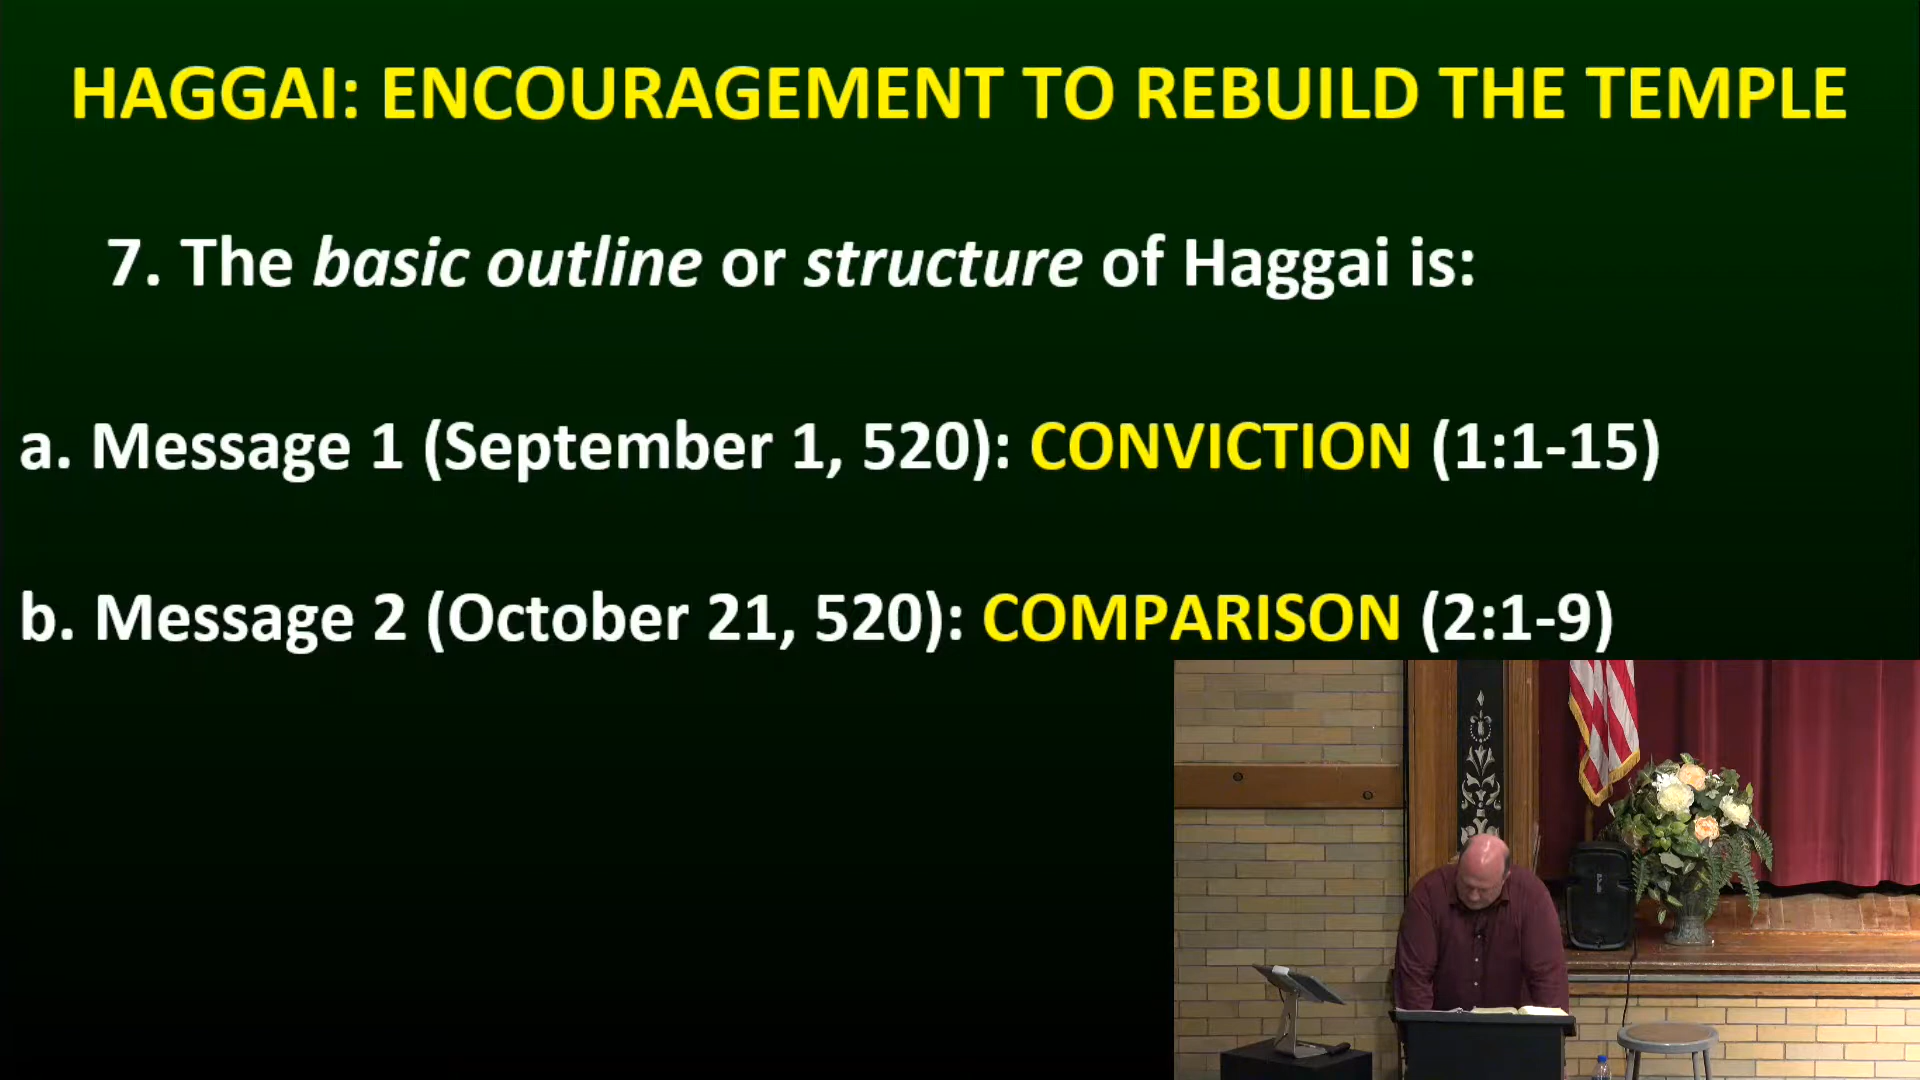 HAGGAI: ENCOURAGEMENT TO REBUILD THE TEMPLE
7. The basic outline or structure of Haggai is:
a. Message 1 (September 1, 520): CONVICTION (1:1-15)
b. Message 2 (October 21, 520): COMPARISON (2:1-9)